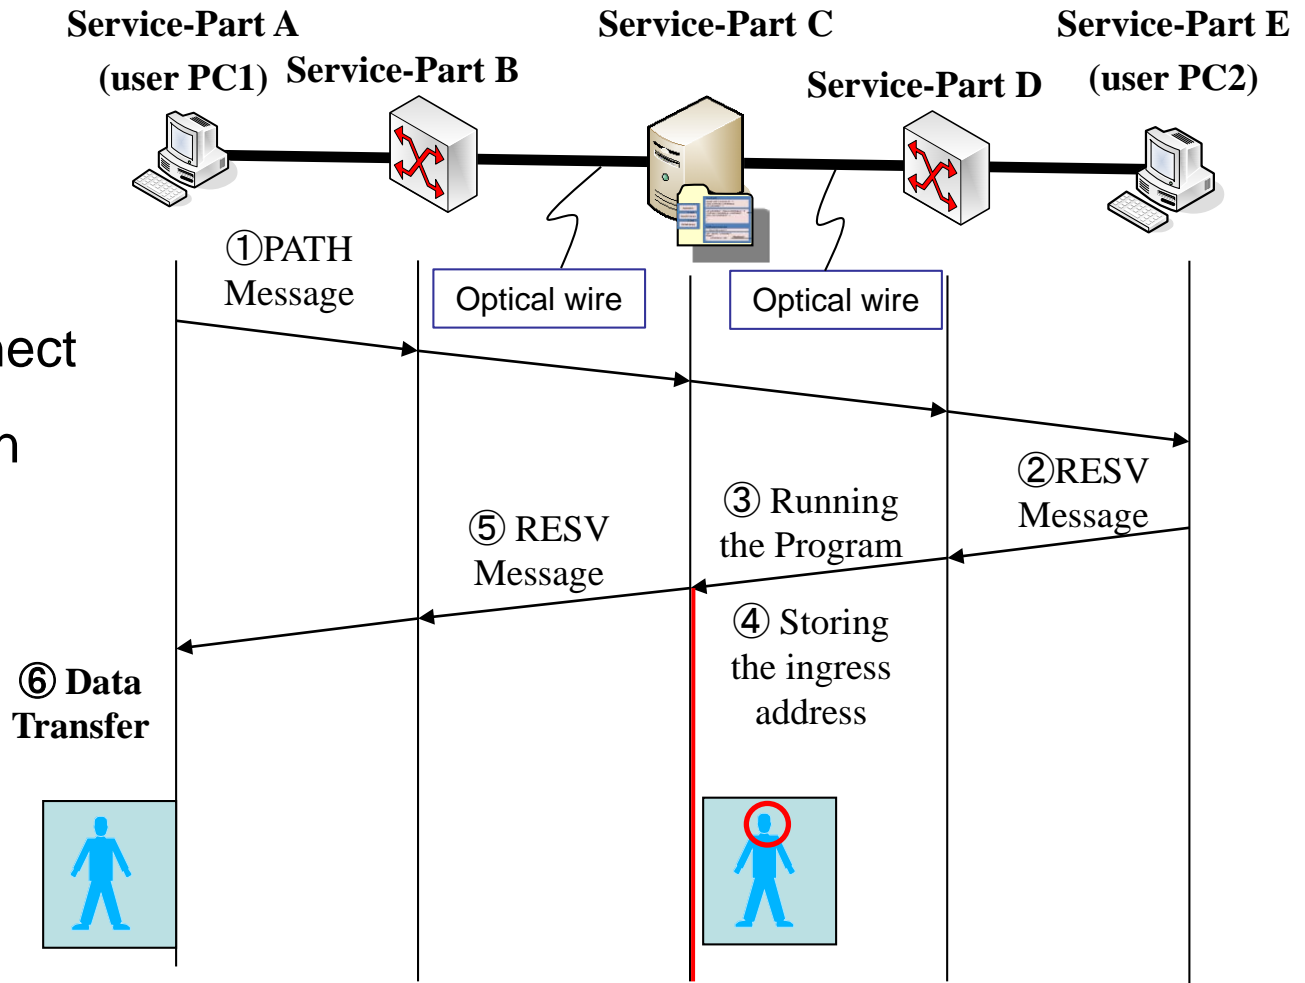 Service-Part A
(user PC1)
Service-Part B
Service-Part C
Service-Part D
Service-Part E
(user PC2)
①PATH
Message
Optical wire
Optical wire
nect
n
②RESV
Message
③ Running
the Program
⑤ RESV
Message
④ Storing
the ingress
address
⑥ Data
Transfer